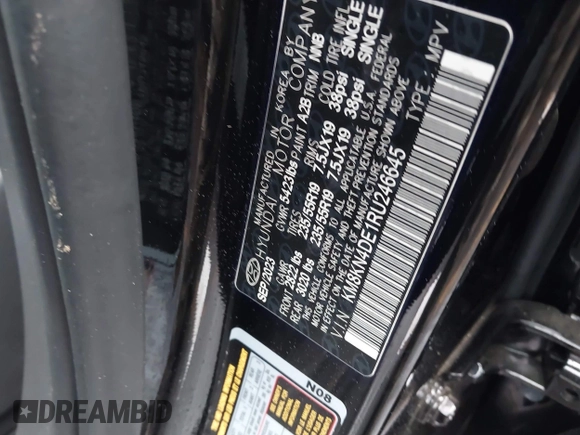 MANUFACTURED IN KOREA BY
HYUNDAI MOTOR COMPANY
SEP/2023 GVWR 5423lbs PAINT A2B TRIM NNB
GAWR TIRES RIMS COLD TIRE INFL.
FRONT 2822 lbs 235/55R19 7.5JX19 38psi SINGLE
REAR 3020 lbs 235/55R19 7.5JX19 38psi SINGLE
THIS VEHICLE CONFORMS TO ALL APPLICABLE U.S.A. FEDERAL
MOTOR VEHICLE SAFETY AND THEFT PREVENTION STANDARDS
IN EFFECT ON THE DATE OF MANUFACTURE SHOWN ABOVE
V.I.N KM8KN4DE1RU246645 TYPE : MPV
N08
DREAMBID